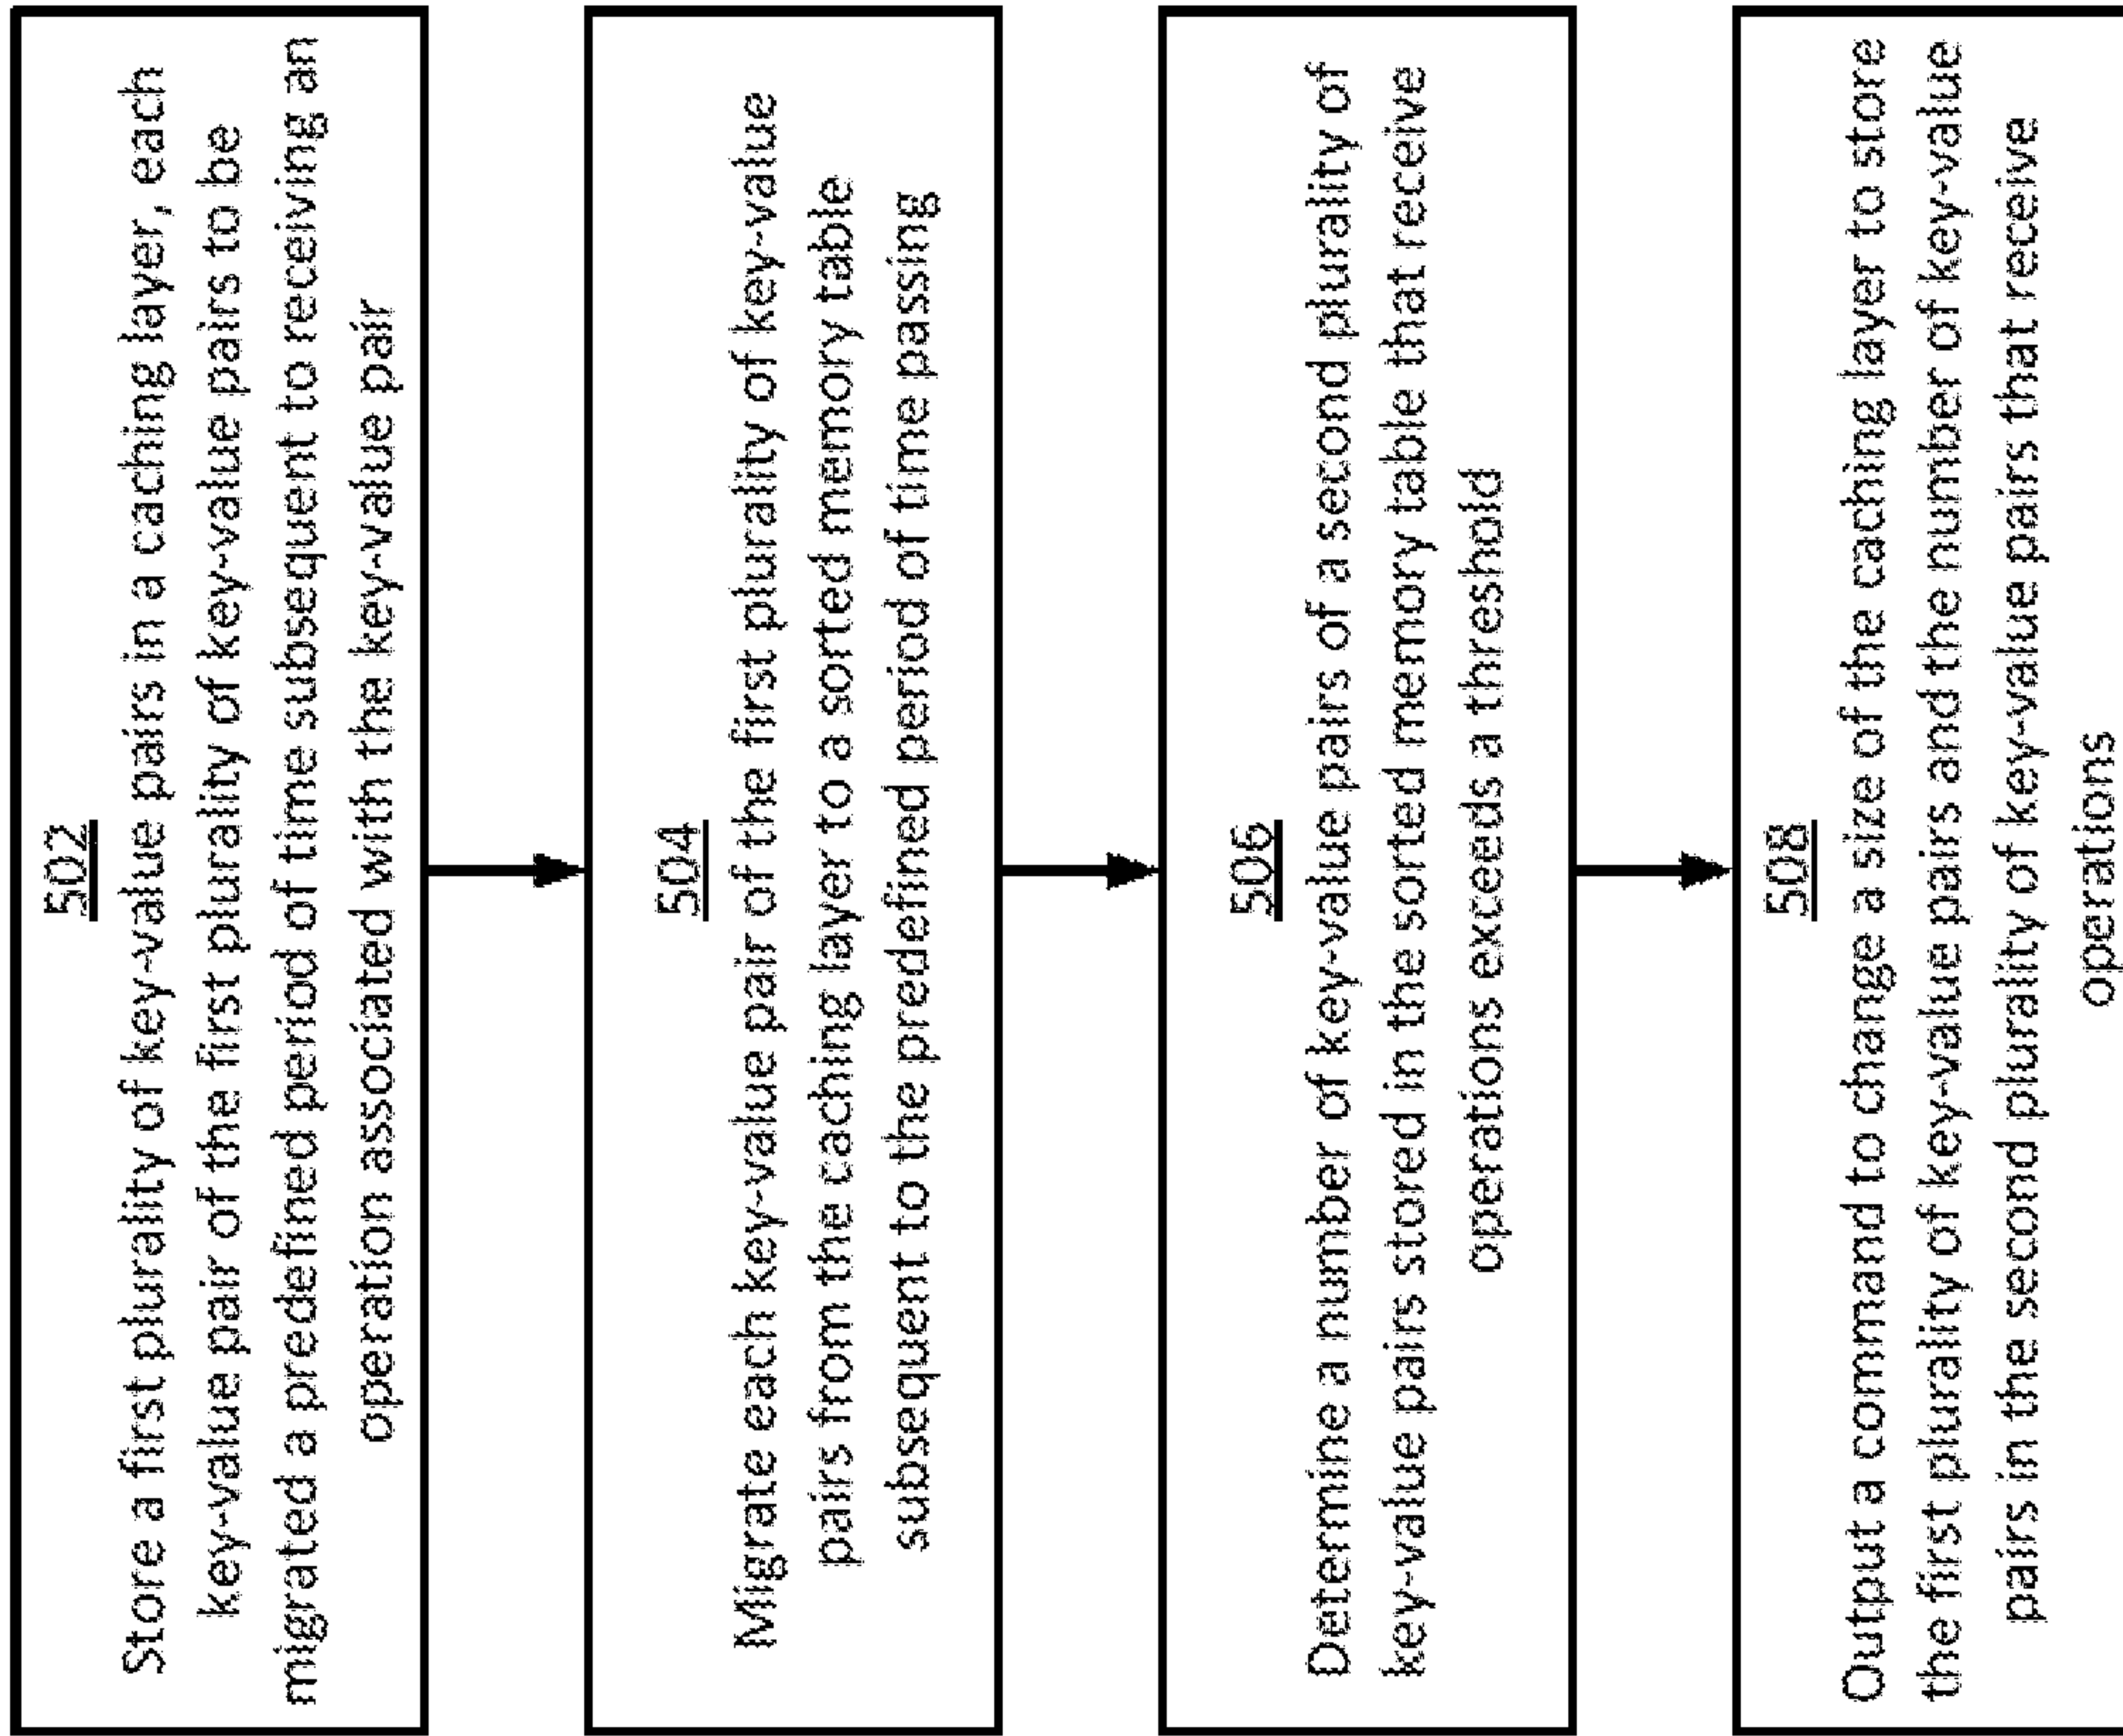 502
Store a first plurality of key-value pairs in a caching layer, each
key-value pair of the first plurality of key-value pairs to be
migrated a predefined period of time subsequent to receiving an
operation associated with the key-value pair
504
Migrate each key-value pair of the first plurality of key-value
pairs from the caching layer to a sorted memory table
subsequent to the predefined period of time passing
506
Determine a number of key-value pairs of a second plurality of
key-value pairs stored in the sorted memory table that receive
operations exceeds a threshold
508
Output a command to change a size of the caching layer to store
the first plurality of key-value pairs and the number of key-value
pairs in the second plurality of key-value pairs that receive
operations